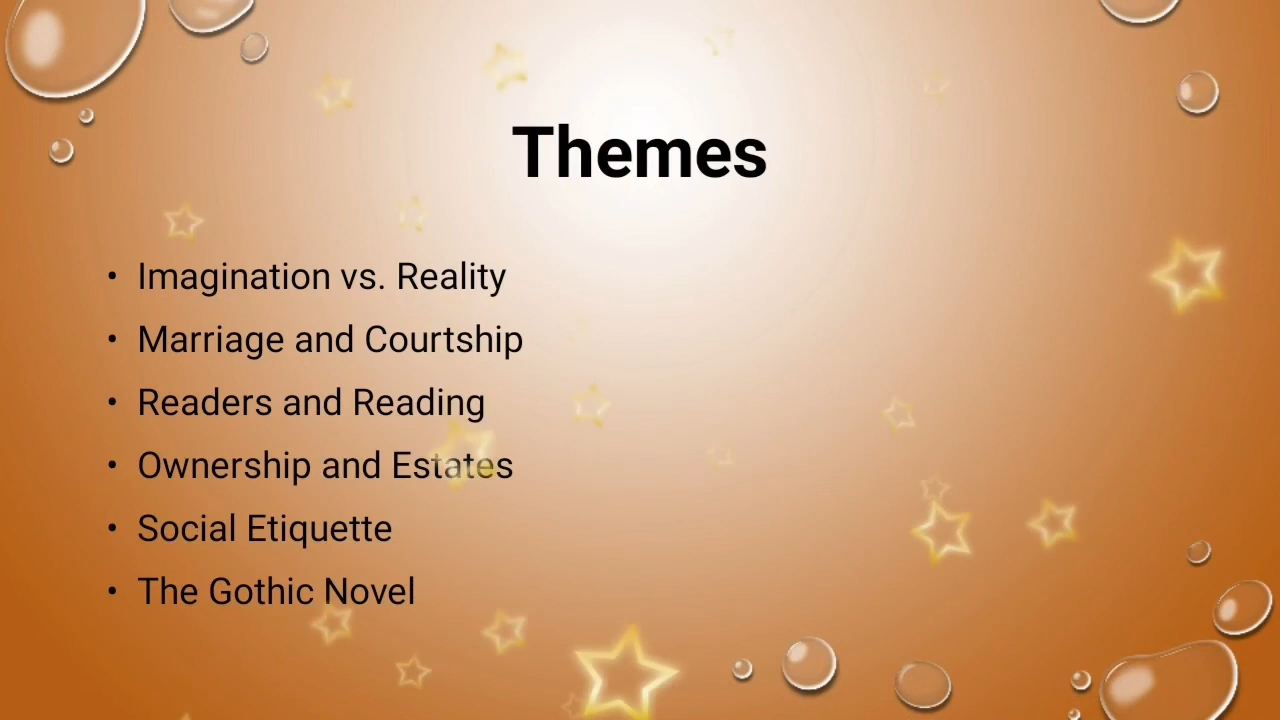 Themes
• Imagination vs. Reality
• Marriage and Courtship
• Readers and Reading
• Ownership and Estates
• Social Etiquette
• The Gothic Novel